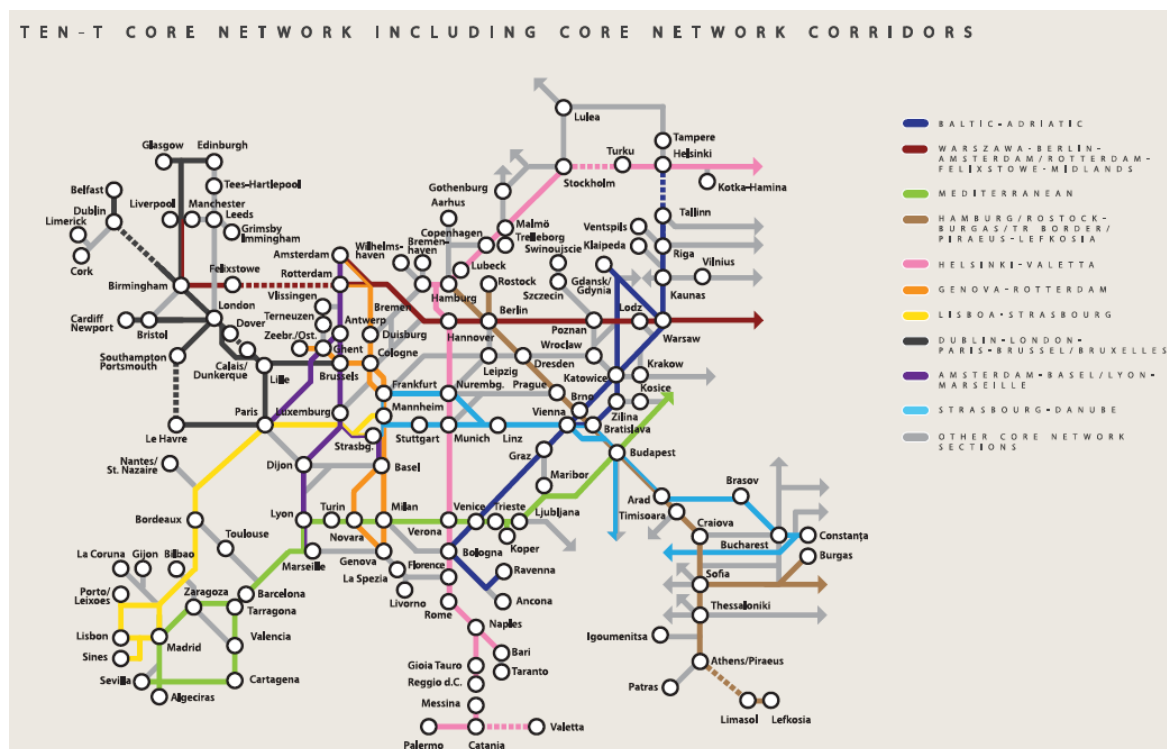 TEN-T CORE NETWORK INCLUDING CORE NETWORK CORRIDORS
BALTIC-ADRIATIC
WARSZAWA-BERLIN-
AMSTERDAM/ROTTERDAM-
FELIXSTOWE-MIDLANDS
MEDITERRANEAN
HAMBURG/ROSTOCK-
BURGAS/TR BORDER/
PIRAEUS-LEFKOSIA
HELSINKI-VALETTA
GENOVA-ROTTERDAM
LISBOA-STRASBOURG
DUBLIN-LONDON-
PARIS-BRUSSEL/BRUXELLES
AMSTERDAM-BASEL/LYON-
MARSEILLE
STRASBOURG-DANUBE
OTHER CORE NETWORK
SECTIONS
Lulea
Tampere
Glasgow
Edinburgh
Turku
Helsinki
Stockholm
Kotka-Hamina
Tees-Hartlepool
Belfast
Gothenburg
Aarhus
Dublin
Liverpool
Manchester
Leeds
Limerick
Grimsby
Immingham
Malmö
Trelleborg
Copenhagen
Swinoujscie
Ventspils
Klaipeda
Tallinn
Riga
Cork
Amsterdam
Wilhelms-
haven
Bremer-
haven
Lubeck
Rostock
Gdansk/
Gdynia
Vilnius
Birmingham
Felixstowe
Rotterdam
Hamburg
Szczecin
Kaunas
Vlissingen
Bremen
London
Terneuzen
Antwerp
Berlin
Lodz
Cardiff
Newport
Bristol
Dover
Zeebr./Ost.
Duisburg
Hannover
Poznan
Warsaw
Southampton
Portsmouth
Calais/
Dunkerque
Ghent
Cologne
Wroclaw
Lille
Brussels
Leipzig
Dresden
Krakow
Frankfurt
Nurembg.
Prague
Katowice
Kosice
Paris
Luxemburg
Mannheim
Brno
Zilina
Le Havre
Vienna
Bratislava
Strasbg.
Stuttgart
Munich
Linz
Graz
Budapest
Nantes/
St. Nazaire
Dijon
Basel
Maribor
Arad
Brasov
Bordeaux
Lyon
Turin
Milan
Venice
Trieste
Ljubljana
Timisoara
Craiova
Toulouse
Novara
Verona
Koper
Bucharest
Constanţa
La Coruna
Gijon
Bilbao
Marseille
Genova
Florence
Bologna
Burgas
La Spezia
Ravenna
Sofia
Porto/
Leixoes
Zaragoza
Barcelona
Livorno
Ancona
Tarragona
Rome
Thessaloniki
Lisbon
Madrid
Valencia
Naples
Igoumenitsa
Sines
Bari
Gioia Tauro
Taranto
Athens/Piraeus
Sevilla
Cartagena
Reggio d.C.
Patras
Algeciras
Messina
Limasol
Lefkosia
Palermo
Catania
Valetta